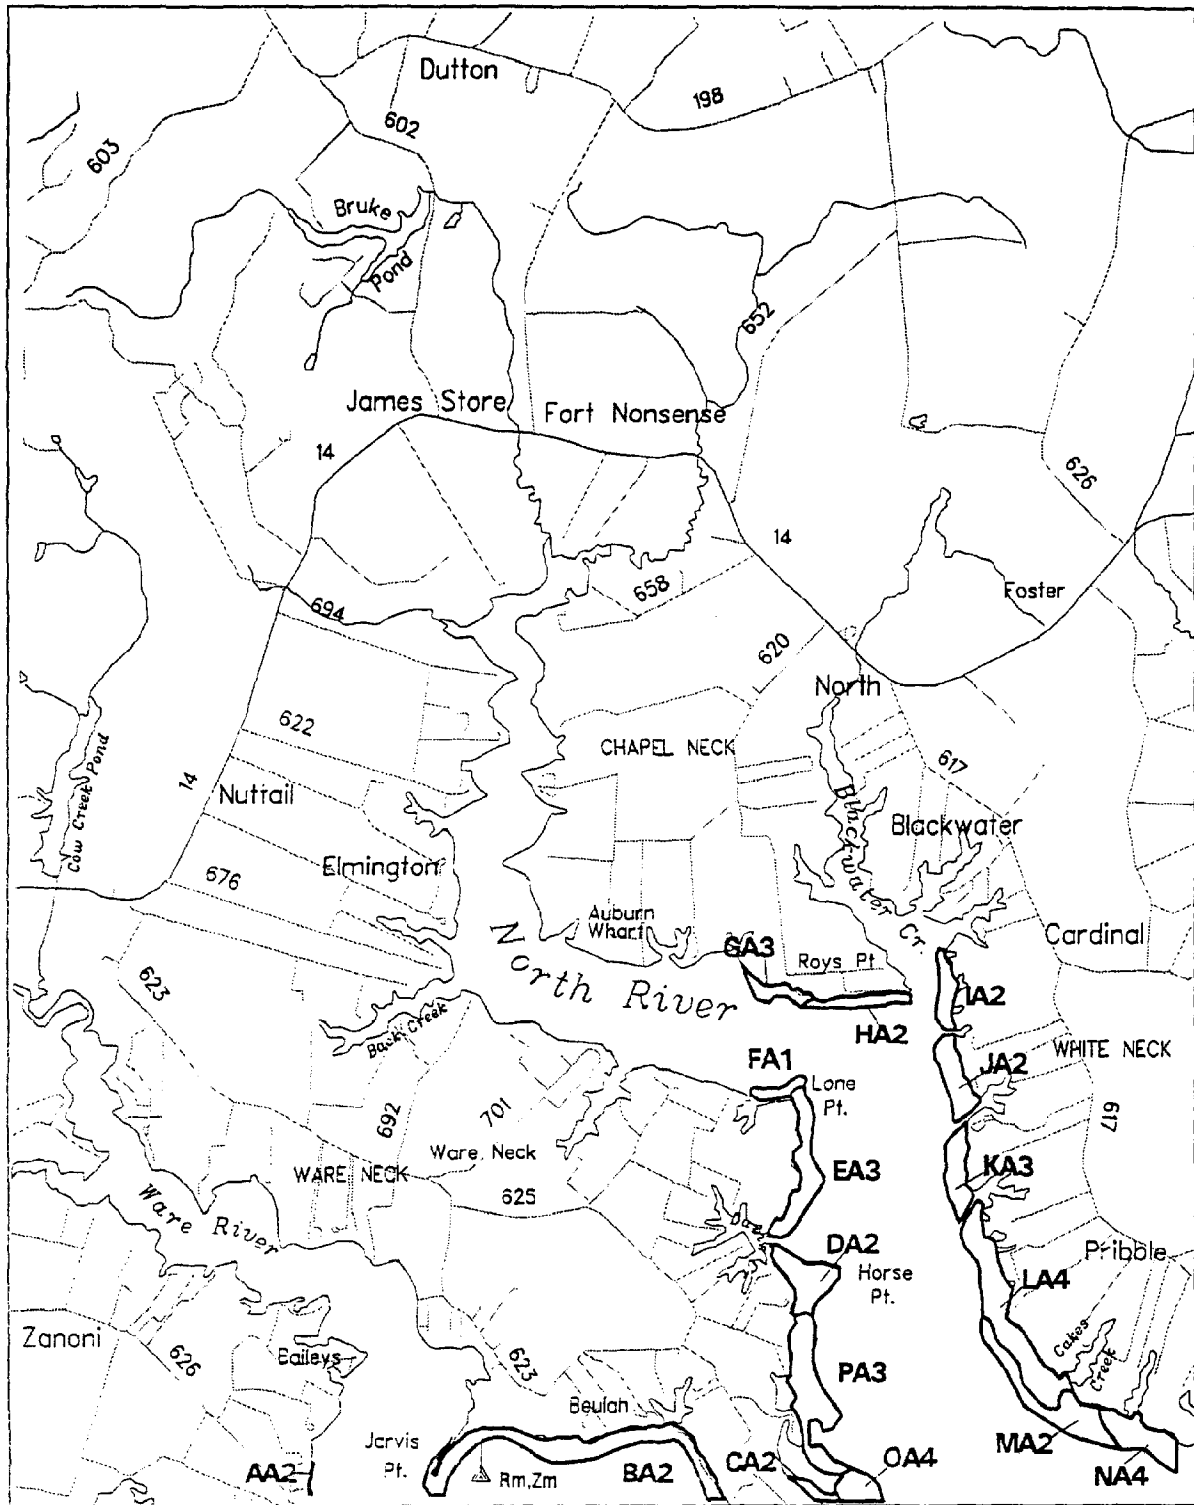 Dutton
198
602
603
Bruke
Pond
652
James Store
Fort Nonsense
14
626
14
Foster
658
694
620
North
622
CHAPEL NECK
617
14
Cow Creek Pond
Nuttail
Blackwater Cr.
Blackwater
Elmington
676
Auburn
Wharf
North River
GA3
Roys Pt.
Cardinal
623
IA2
HA2
Back Creek
WHITE NECK
FA1
JA2
Lone
Pt.
692
701
617
Ware Neck
WARE NECK
EA3
KA3
625
Ware River
DA2
Pribble
Horse
Pt.
LA4
Zanoni
626
Baileys
623
Cakes
Creek
PA3
Beulah
Jarvis
Pt.
AA2
Rm,Zm
BA2
CA2
OA4
MA2
NA4